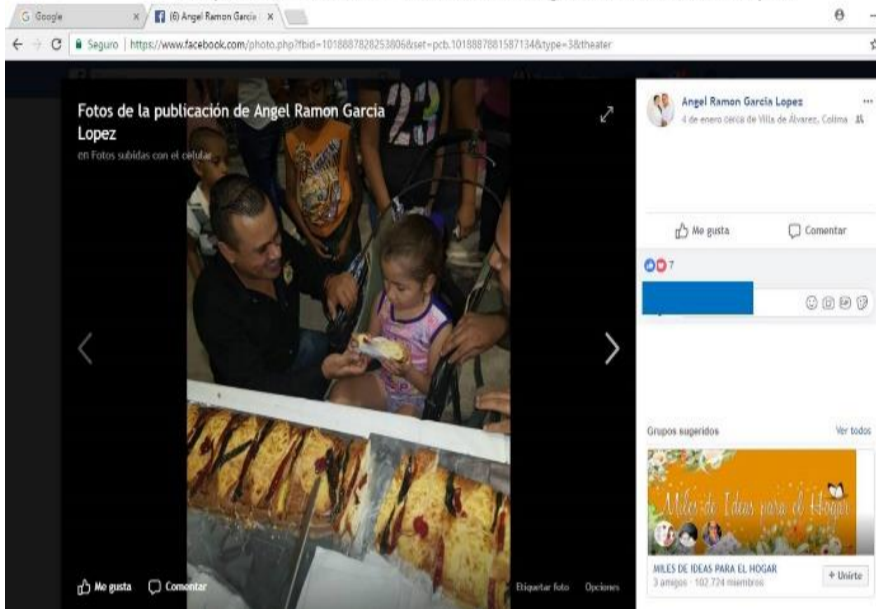 Google
(6) Angel Ramon Garcia
Seguro | https://www.facebook.com/photo.php?fbid=1018887828253806&set=pcb.1018887881587134&type=3&theater
Fotos de la publicación de Angel Ramon Garcia
Lopez
en Fotos subidas con el celular
23
Me gusta Comentar
Etiquetar foto Opciones
Angel Ramon Garcia Lopez
4 de enero cerca de Villa de Álvarez, Colima
Me gusta Comentar
7
GIF
Grupos sugeridos Ver todos
Miles de Ideas para el Hogar
MILES DE IDEAS PARA EL HOGAR
3 amigos · 102.724 miembros
+ Unirte